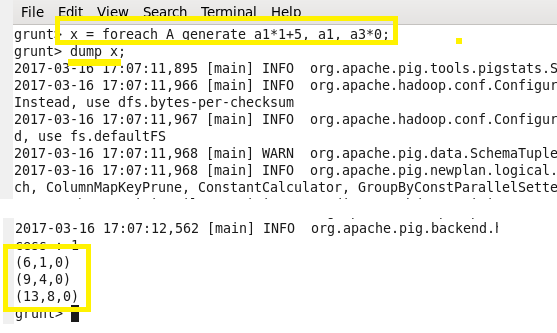 File Edit View Search Terminal Help
grunt> x = foreach A generate a1*1+5, a1, a3*0;
grunt> dump x;
2017-03-16 17:07:11,895 [main] INFO org.apache.pig.tools.pigstats.S
2017-03-16 17:07:11,966 [main] INFO org.apache.hadoop.conf.Configur
Instead, use dfs.bytes-per-checksum
2017-03-16 17:07:11,967 [main] INFO org.apache.hadoop.conf.Configur
d, use fs.defaultFS
2017-03-16 17:07:11,968 [main] WARN org.apache.pig.data.SchemaTuple
2017-03-16 17:07:11,968 [main] INFO org.apache.pig.newplan.logical.
ch, ColumnMapKeyPrune, ConstantCalculator, GroupByConstParallelSette
2017-03-16 17:07:12,562 [main] INFO org.apache.pig.backend.h
: 1
(6,1,0)
(9,4,0)
(13,8,0)
grunt>